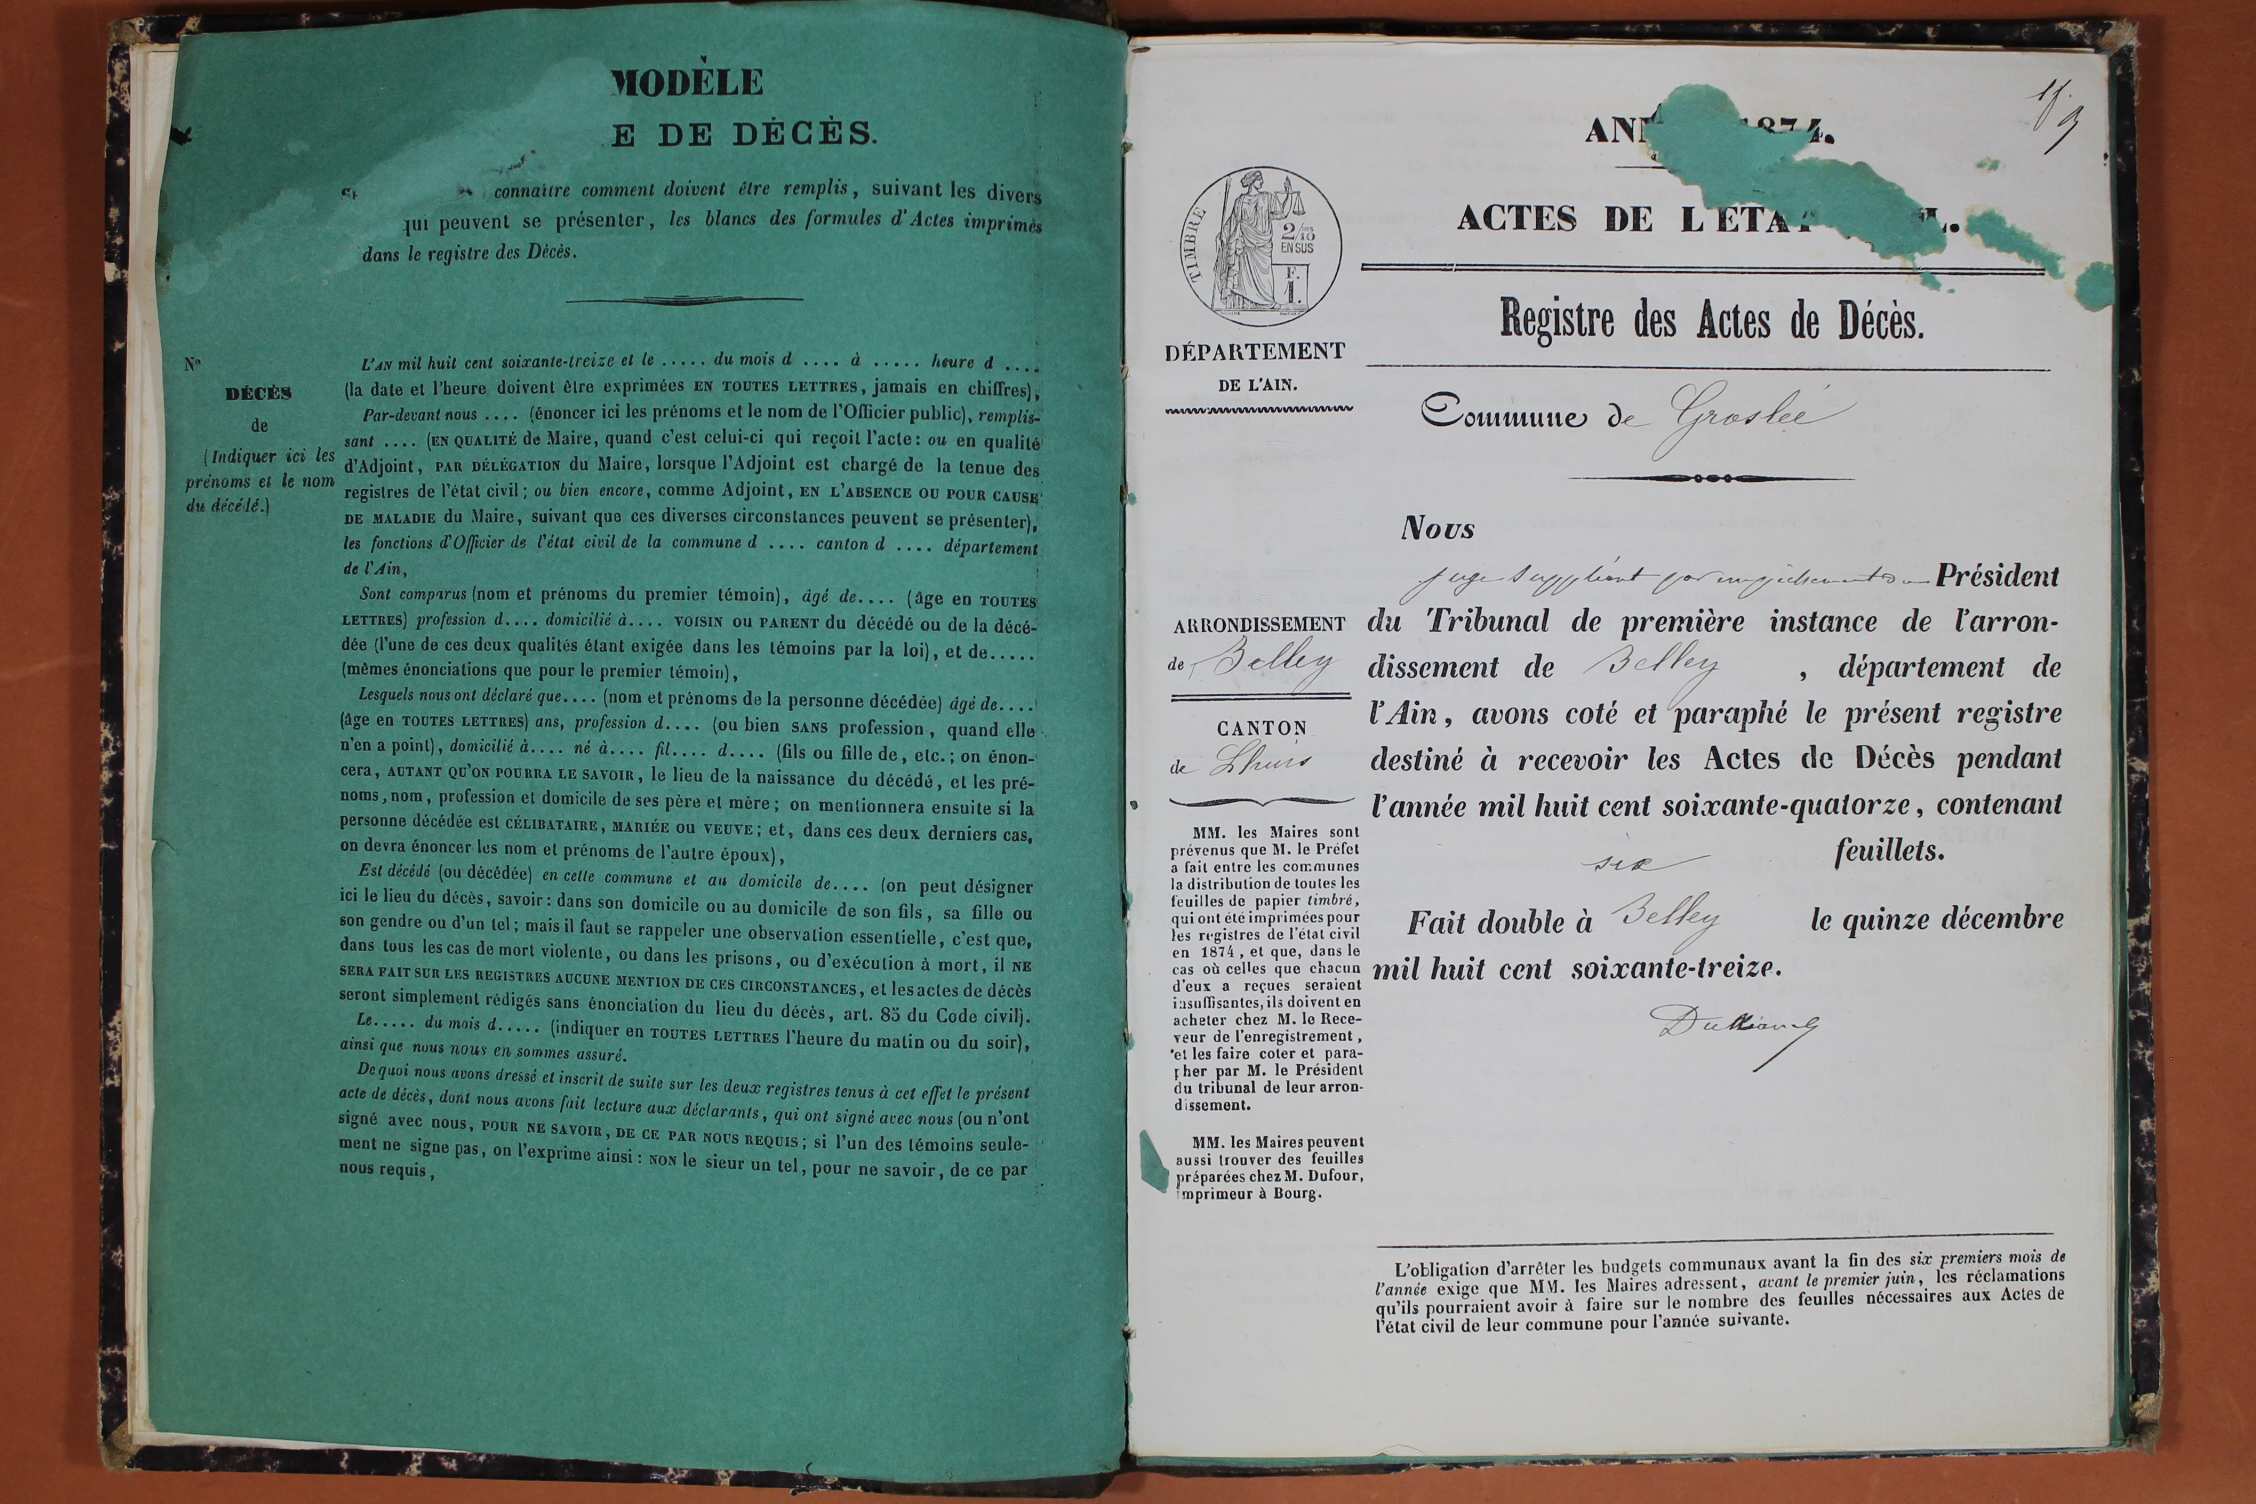 MODÈLE
E DE DÉCÈS.
connaître comment doivent être remplis, suivant les divers
qui peuvent se présenter, les blancs des formules d'Actes imprimés
dans le registre des Décès.
N°
DÉCÈS
de
(Indiquer ici les
prénoms et le nom
du décédé.)
L'AN mil huit cent soixante-treize et le ..... du mois d .... à ..... heure d ....
(la date et l'heure doivent être exprimées EN TOUTES LETTRES, jamais en chiffres),
Par-devant nous .... (énoncer ici les prénoms et le nom de l'Officier public), remplis-
sant .... (EN QUALITÉ de Maire, quand c'est celui-ci qui reçoit l'acte: ou en qualité
d'Adjoint, PAR DÉLÉGATION du Maire, lorsque l'Adjoint est chargé de la tenue des
registres de l'état civil; ou bien encore, comme Adjoint, EN L'ABSENCE OU POUR CAUSE
DE MALADIE du Maire, suivant que ces diverses circonstances peuvent se présenter),
les fonctions d'Officier de l'état civil de la commune d .... canton d .... département
de l'Ain,
Sont comparus (nom et prénoms du premier témoin), âgé de.... (âge en TOUTES
LETTRES) profession d.... domicilié à.... VOISIN OU PARENT du décédé ou de la décé-
dée (l'une de ces deux qualités étant exigée dans les témoins par la loi), et de.....
(mêmes énonciations que pour le premier témoin),
Lesquels nous ont déclaré que.... (nom et prénoms de la personne décédée) âgé de....
(âge en TOUTES LETTRES) ans, profession d.... (ou bien SANS profession, quand elle
n'en a point), domicilié à.... né à.... fil.... d.... (fils ou fille de, etc.; on énon-
cera, AUTANT QU'ON POURRA LE SAVOIR, le lieu de la naissance du décédé, et les pré-
noms, nom, profession et domicile de ses père et mère; on mentionnera ensuite si la
personne décédée est CÉLIBATAIRE, MARIÉE OU VEUVE; et, dans ces deux derniers cas,
on devra énoncer les nom et prénoms de l'autre époux),
Est décédé (ou décédée) en cette commune et au domicile de.... (on peut désigner
ici le lieu du décès, savoir: dans son domicile ou au domicile de son fils, sa fille ou
son gendre ou d'un tel; mais il faut se rappeler une observation essentielle, c'est que,
dans tous les cas de mort violente, ou dans les prisons, ou d'exécution à mort, il NE
SERA FAIT SUR LES REGISTRES AUCUNE MENTION DE CES CIRCONSTANCES, et les actes de décès
seront simplement rédigés sans énonciation du lieu du décès, art. 85 du Code civil).
Le..... du mois d..... (indiquer en TOUTES LETTRES l'heure du matin ou du soir),
ainsi que nous nous en sommes assuré.
De quoi nous avons dressé et inscrit de suite sur les deux registres tenus à cet effet le présent
acte de décès, dont nous avons fait lecture aux déclarants, qui ont signé avec nous (ou n'ont
signé avec nous, POUR NE SAVOIR, DE CE PAR NOUS REQUIS; si l'un des témoins seule-
ment ne signe pas, on l'exprime ainsi: NON le sieur un tel, pour ne savoir, de ce par
nous requis,
1874.
ACTES DE L'ÉTAT
TIMBRE
2/10
EN SUS
F.
1.
Registre des Actes de Décès.
DÉPARTEMENT
DE L'AIN.
Commune de Groslée
Nous
juge suppléant par empêchement du Président
du Tribunal de première instance de l'arron-
dissement de Belley, département de
l'Ain, avons coté et paraphé le présent registre
destiné à recevoir les Actes de Décès pendant
l'année mil huit cent soixante-quatorze, contenant
six feuillets.
Fait double à Belley le quinze décembre
mil huit cent soixante-treize.
ARRONDISSEMENT
de Belley
CANTON
de Lhuis
MM. les Maires sont
prévenus que M. le Préfet
a fait entre les communes
la distribution de toutes les
feuilles de papier timbré,
qui ont été imprimées pour
les registres de l'état civil
en 1874, et que, dans le
cas où celles que chacun
d'eux a reçues seraient
insuffisantes, ils doivent en
acheter chez M. le Rece-
veur de l'enregistrement,
et les faire coter et para-
pher par M. le Président
du tribunal de leur arron-
dissement.
MM. les Maires peuvent
aussi trouver des feuilles
préparées chez M. Dufour,
imprimeur à Bourg.
L'obligation d'arrêter les budgets communaux avant la fin des six premiers mois de
l'année exige que MM. les Maires adressent, avant le premier juin, les réclamations
qu'ils pourraient avoir à faire sur le nombre des feuilles nécessaires aux Actes de
l'état civil de leur commune pour l'année suivante.